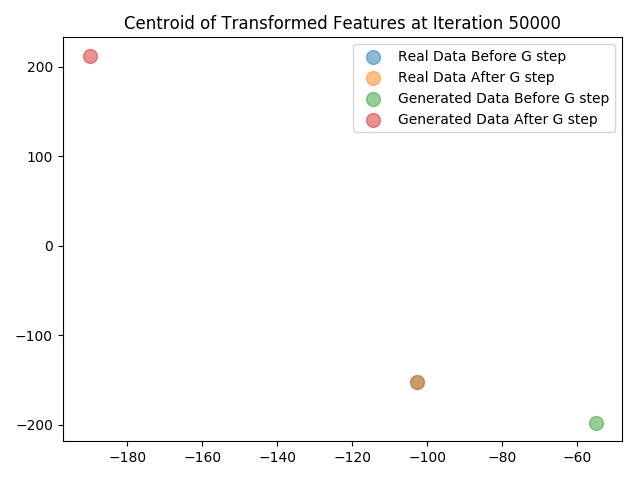 Centroid of Transformed Features at Iteration 50000
Real Data Before G step
Real Data After G step
Generated Data Before G step
Generated Data After G step
200
100
0
−100
−200
−180
−160
−140
−120
−100
−80
−60